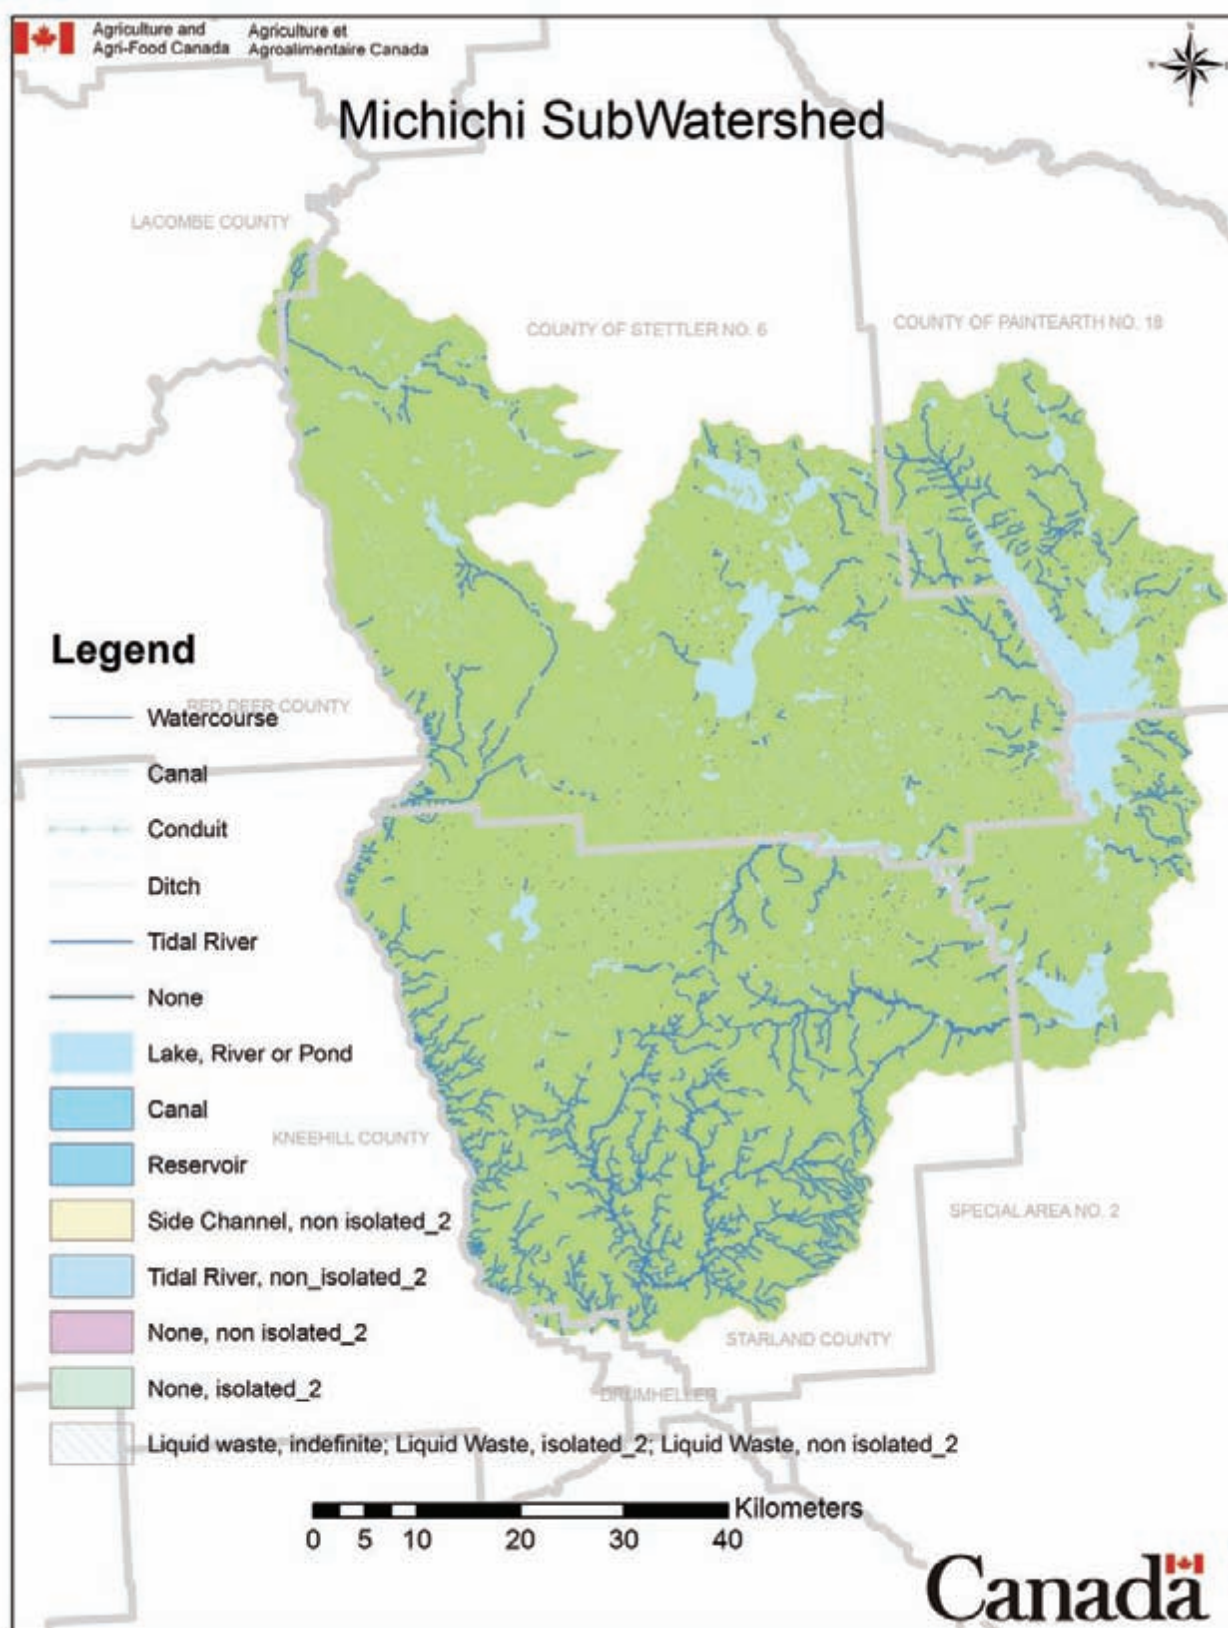 Agriculture and
Agri-Food Canada
Agriculture et
Agroalimentaire Canada
Michichi SubWatershed
LACOMBE COUNTY
COUNTY OF STETTLER NO. 6
COUNTY OF PAINTEARTH NO. 18
Legend
RED DEER COUNTY
Watercourse
Canal
Conduit
Ditch
Tidal River
None
Lake, River or Pond
Canal
KNEEHILL COUNTY
Reservoir
Side Channel, non isolated_2
SPECIAL AREA NO. 2
Tidal River, non_isolated_2
None, non isolated_2
STARLAND COUNTY
None, isolated_2
DRUMHELLER
Liquid waste, indefinite; Liquid Waste, isolated_2; Liquid Waste, non isolated_2
Kilometers
0 5 10 20 30 40
Canada